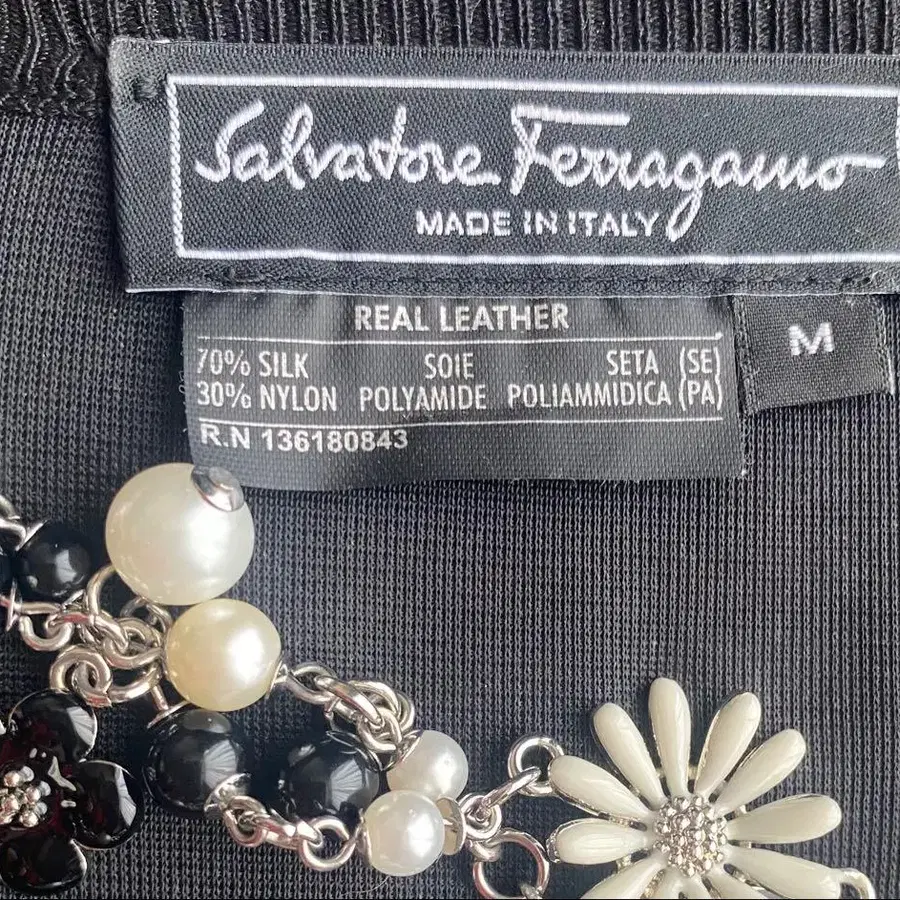 Salvatore Ferragamo
MADE IN ITALY
REAL LEATHER
70% SILK SOIE SETA (SE)
30% NYLON POLYAMIDE POLIAMMIDICA (PA)
R.N 136180843
M